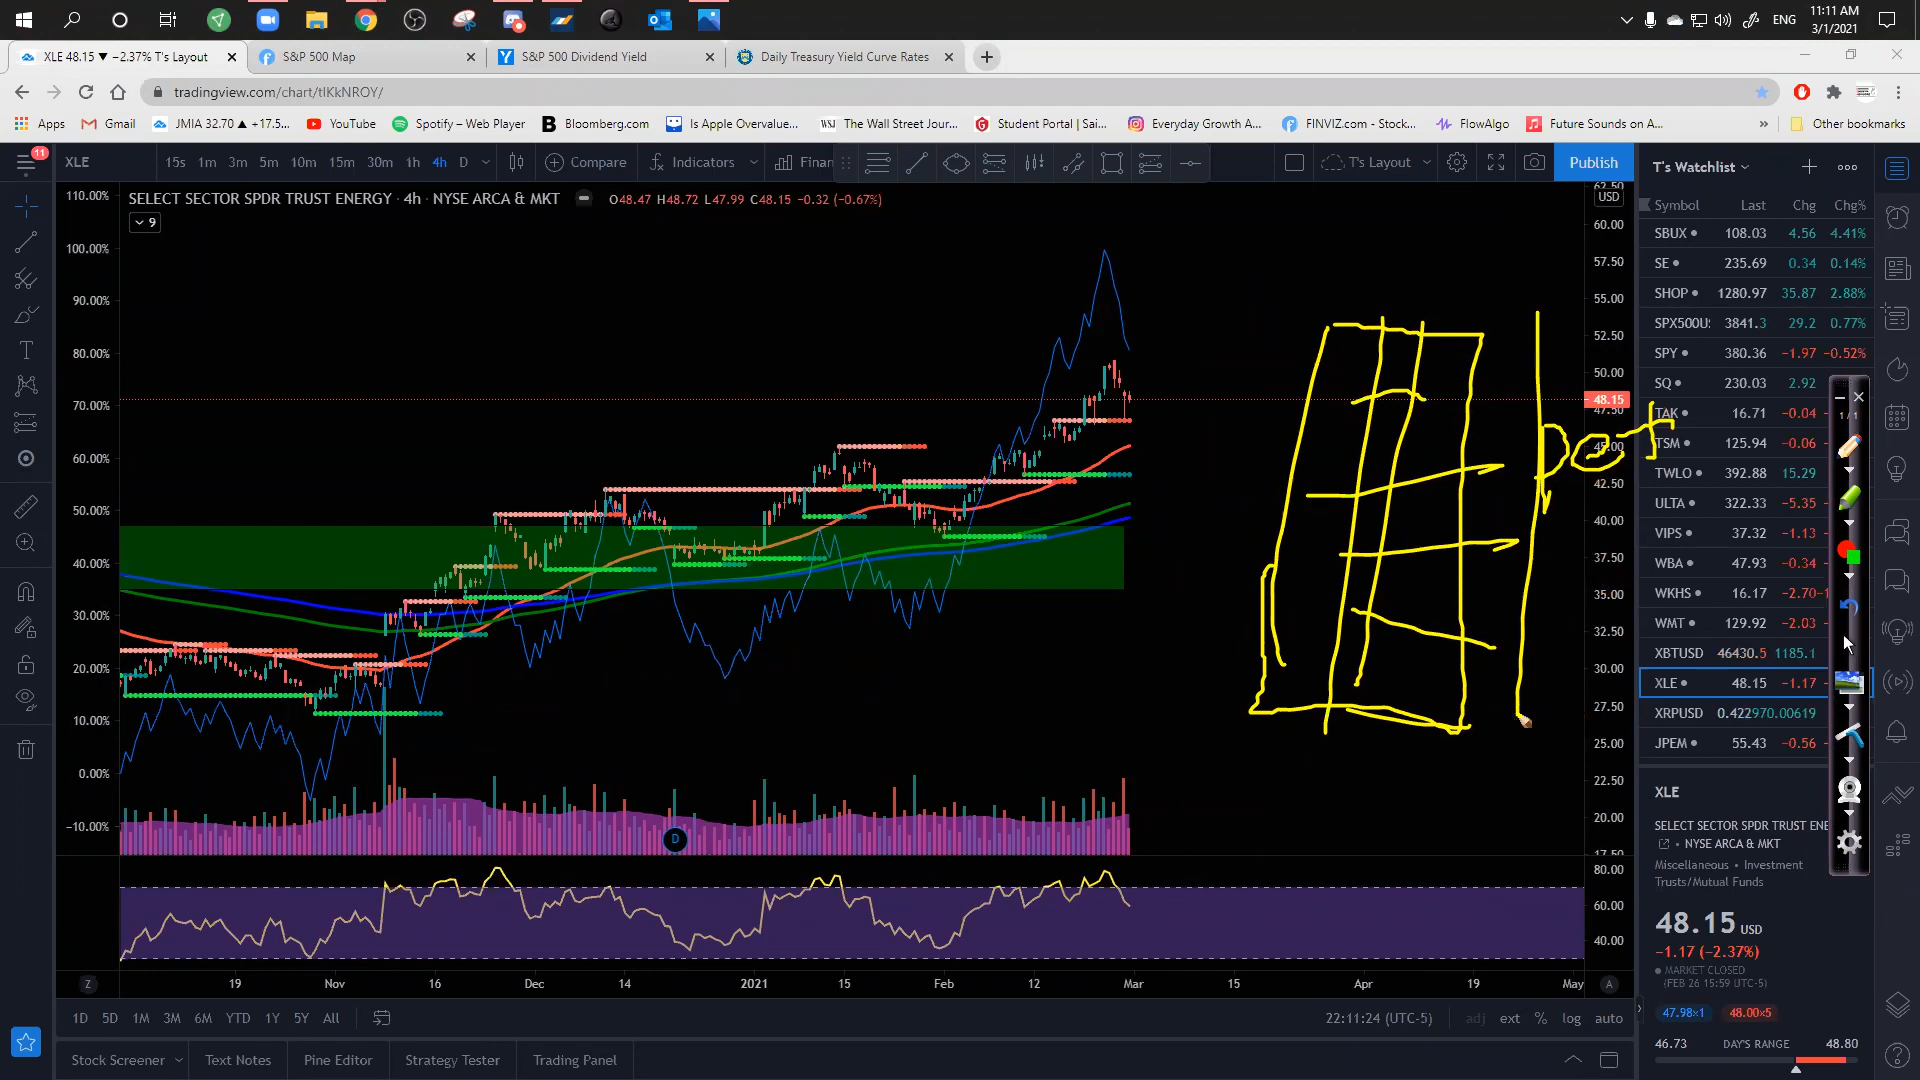 ENG
11:11 AM
3/1/2021
XLE 48.15 ▼ −2.37% T's Layout
S&P 500 Map
S&P 500 Dividend Yield
Daily Treasury Yield Curve Rates
tradingview.com/chart/tlKkNROY/
Apps
Gmail
JMIA 32.70 ▲ +17.5...
YouTube
Spotify – Web Player
Bloomberg.com
Is Apple Overvalue...
WSJ The Wall Street Jour...
Student Portal | Sai...
Everyday Growth A...
FINVIZ.com - Stock...
FlowAlgo
Future Sounds on A...
»
Other bookmarks
11
XLE
15s 1m 3m 5m 10m 15m 30m 1h 4h D
Compare
Indicators
Finan
T's Layout
Publish
T's Watchlist
Symbol Last Chg Chg%
SELECT SECTOR SPDR TRUST ENERGY · 4h · NYSE ARCA & MKT
O48.47 H48.72 L47.99 C48.15 −0.32 (−0.67%)
9
USD
110.00%
100.00%
90.00%
80.00%
70.00%
60.00%
50.00%
40.00%
30.00%
20.00%
10.00%
0.00%
−10.00%
62.50
60.00
57.50
55.00
52.50
50.00
48.15
47.50
45.00
42.50
40.00
37.50
35.00
32.50
30.00
27.50
25.00
22.50
20.00
17.50
80.00
60.00
40.00
D
SBUX 108.03 4.56 4.41%
SE 235.69 0.34 0.14%
SHOP 1280.97 35.87 2.88%
SPX500U 3841.3 29.2 0.77%
SPY 380.36 −1.97 −0.52%
SQ 230.03 2.92
TAK 16.71 −0.04
TSM 125.94 −0.06
TWLO 392.88 15.29
ULTA 322.33 −5.35
VIPS 37.32 −1.13
WBA 47.93 −0.34
WKHS 16.17 −2.70
WMT 129.92 −2.03
XBTUSD 46430.5 1185.1
XLE 48.15 −1.17
XRPUSD 0.42297 0.00619
JPEM 55.43 −0.56
1 / 1
XLE
SELECT SECTOR SPDR TRUST ENE
NYSE ARCA & MKT
Miscellaneous • Investment
Trusts/Mutual Funds
48.15 USD
−1.17 (−2.37%)
MARKET CLOSED
(FEB 26 15:59 UTC-5)
47.98×1 48.00×5
46.73 DAY'S RANGE 48.80
Z 19 Nov 16 Dec 14 2021 15 Feb 12 Mar 15 Apr 19 May A
1D 5D 1M 3M 6M YTD 1Y 5Y All
22:11:24 (UTC-5) adj ext % log auto
Stock Screener
Text Notes
Pine Editor
Strategy Tester
Trading Panel